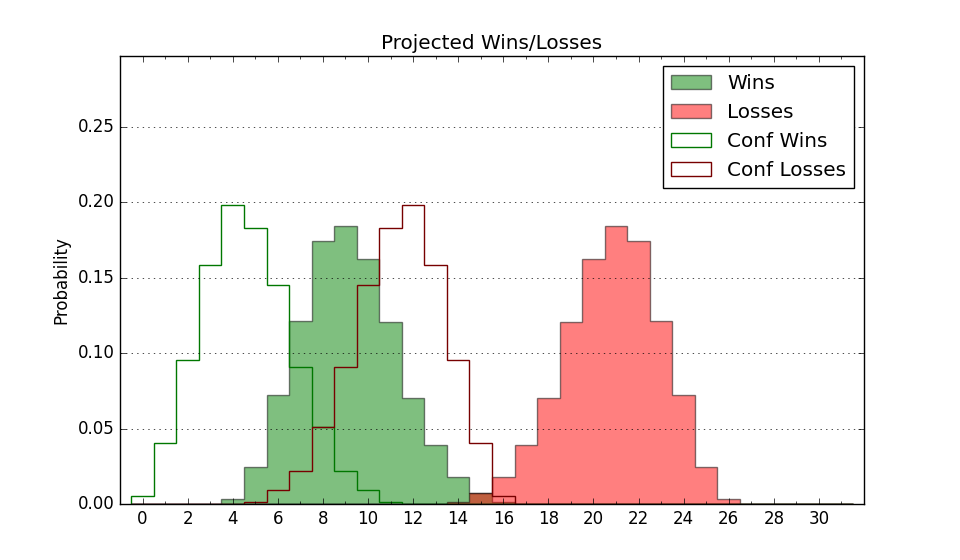 Projected Wins/Losses
Wins
Losses
Conf Wins
Conf Losses
Probability
0.25
0.20
0.15
0.10
0.05
0.00
0 2 4 6 8 10 12 14 16 18 20 22 24 26 28 30